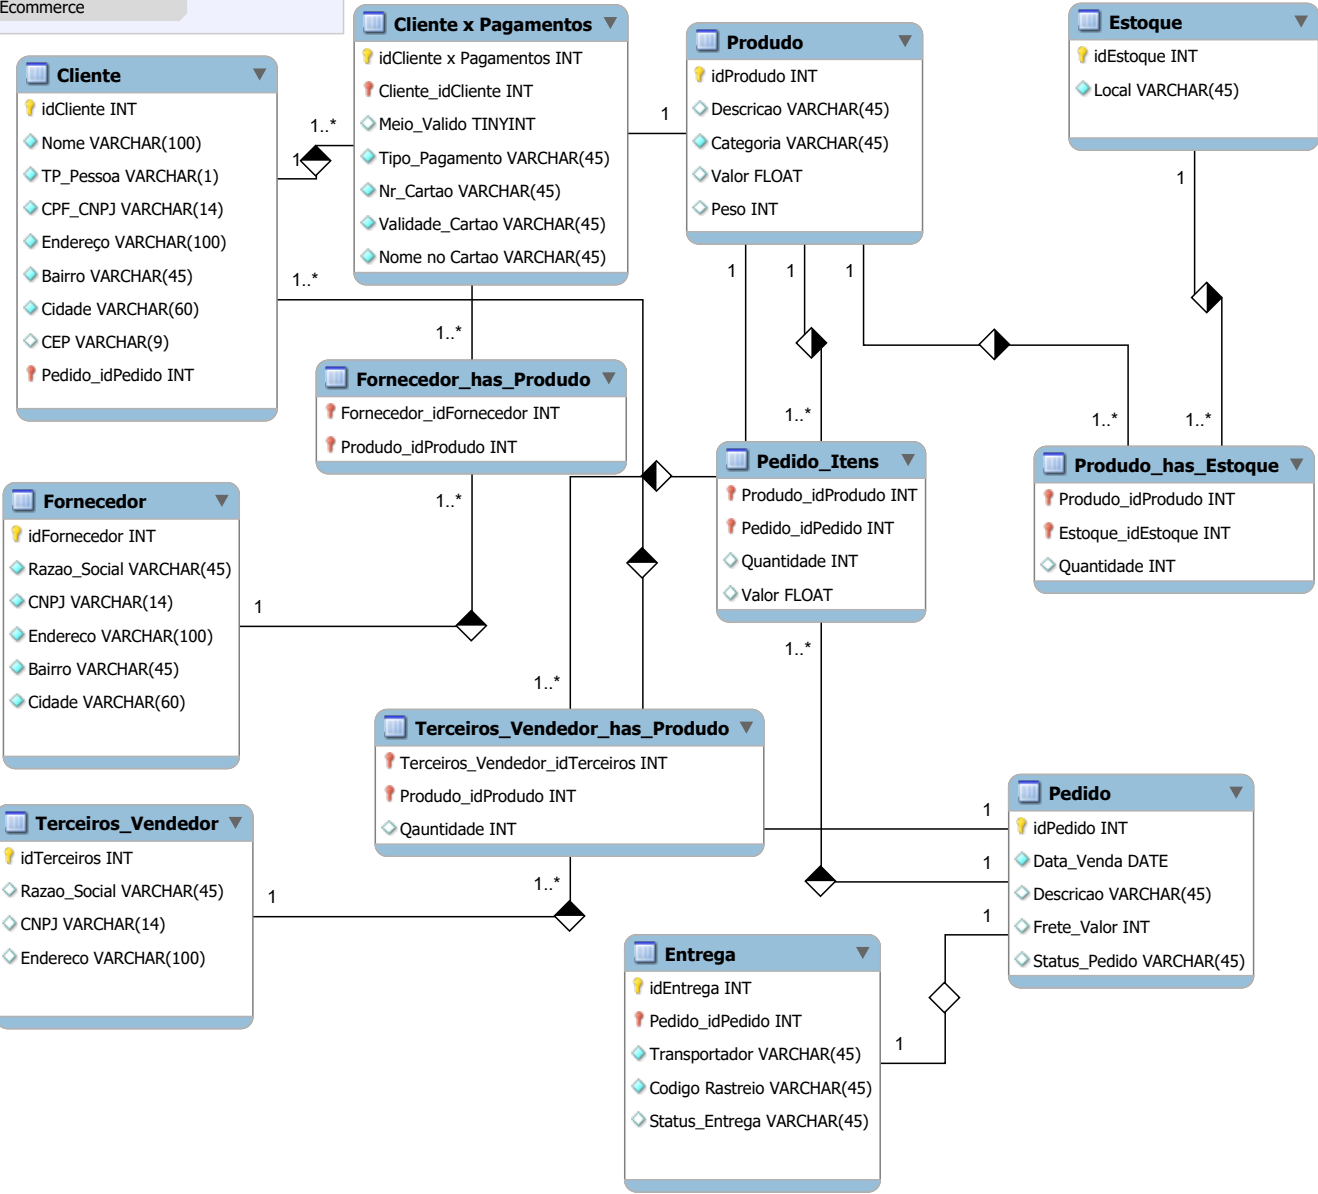 Ecommerce
Cliente
idCliente INT
Nome VARCHAR(100)
TP_Pessoa VARCHAR(1)
CPF_CNPJ VARCHAR(14)
Endereço VARCHAR(100)
Bairro VARCHAR(45)
Cidade VARCHAR(60)
CEP VARCHAR(9)
Pedido_idPedido INT
1
1..*
1..*
Cliente x Pagamentos
idCliente x Pagamentos INT
Cliente_idCliente INT
Meio_Valido TINYINT
Tipo_Pagamento VARCHAR(45)
Nr_Cartao VARCHAR(45)
Validade_Cartao VARCHAR(45)
Nome no Cartao VARCHAR(45)
1
1..*
Produdo
idProdudo INT
Descricao VARCHAR(45)
Categoria VARCHAR(45)
Valor FLOAT
Peso INT
1
1
1
Estoque
idEstoque INT
Local VARCHAR(45)
1
Fornecedor_has_Produdo
Fornecedor_idFornecedor INT
Produdo_idProdudo INT
1..*
1..*
1..*
1..*
Pedido_Itens
Produdo_idProdudo INT
Pedido_idPedido INT
Quantidade INT
Valor FLOAT
1..*
Produdo_has_Estoque
Produdo_idProdudo INT
Estoque_idEstoque INT
Quantidade INT
Fornecedor
idFornecedor INT
Razao_Social VARCHAR(45)
CNPJ VARCHAR(14)
Endereco VARCHAR(100)
Bairro VARCHAR(45)
Cidade VARCHAR(60)
1
1..*
Terceiros_Vendedor_has_Produdo
Terceiros_Vendedor_idTerceiros INT
Produdo_idProdudo INT
Qauntidade INT
1..*
1
1
1
Terceiros_Vendedor
idTerceiros INT
Razao_Social VARCHAR(45)
CNPJ VARCHAR(14)
Endereco VARCHAR(100)
1
Pedido
idPedido INT
Data_Venda DATE
Descricao VARCHAR(45)
Frete_Valor INT
Status_Pedido VARCHAR(45)
Entrega
idEntrega INT
Pedido_idPedido INT
Transportador VARCHAR(45)
Codigo Rastreio VARCHAR(45)
Status_Entrega VARCHAR(45)
1